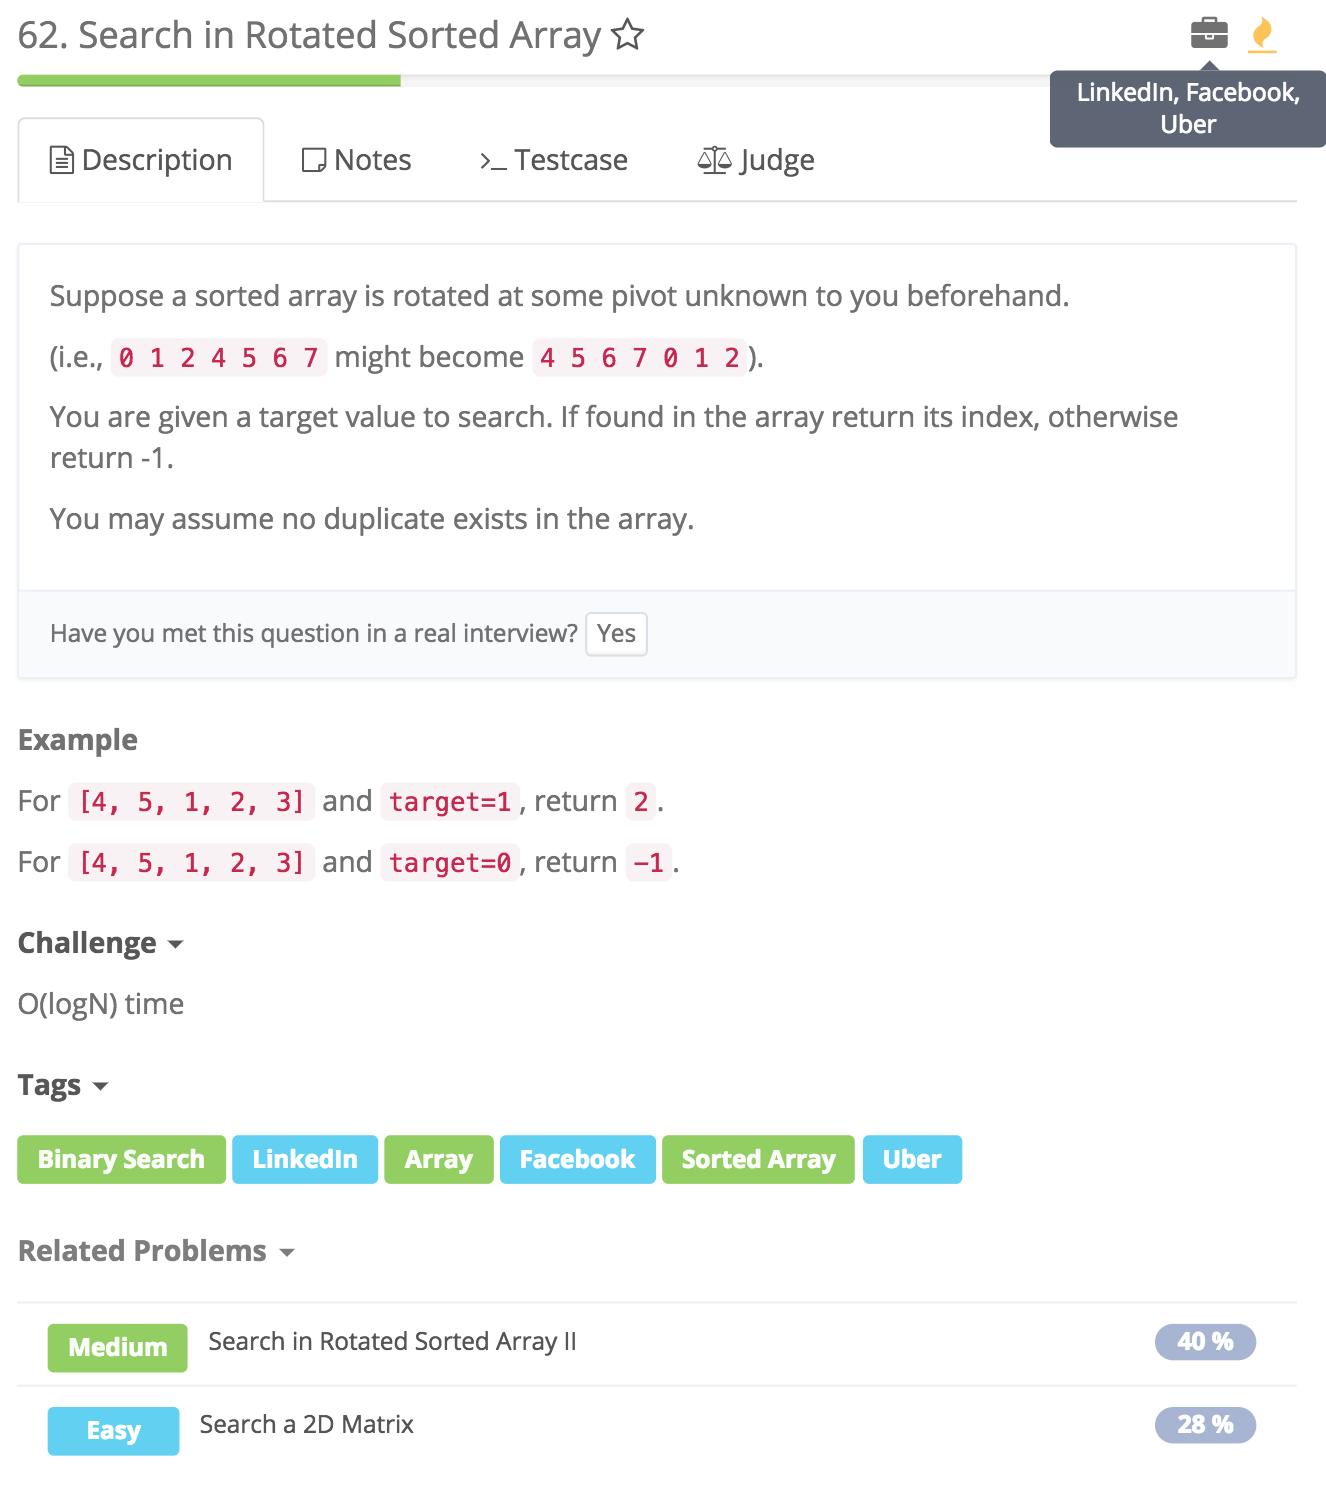 62. Search in Rotated Sorted Array
LinkedIn, Facebook,
Uber
Description
Notes
Testcase
Judge
Suppose a sorted array is rotated at some pivot unknown to you beforehand.
(i.e., 0 1 2 4 5 6 7 might become 4 5 6 7 0 1 2).
You are given a target value to search. If found in the array return its index, otherwise
return -1.
You may assume no duplicate exists in the array.
Have you met this question in a real interview? Yes
Example
For [4, 5, 1, 2, 3] and target=1, return 2.
For [4, 5, 1, 2, 3] and target=0, return -1.
Challenge
O(logN) time
Tags
Binary Search LinkedIn Array Facebook Sorted Array Uber
Related Problems
Medium Search in Rotated Sorted Array II 40 %
Easy Search a 2D Matrix 28 %